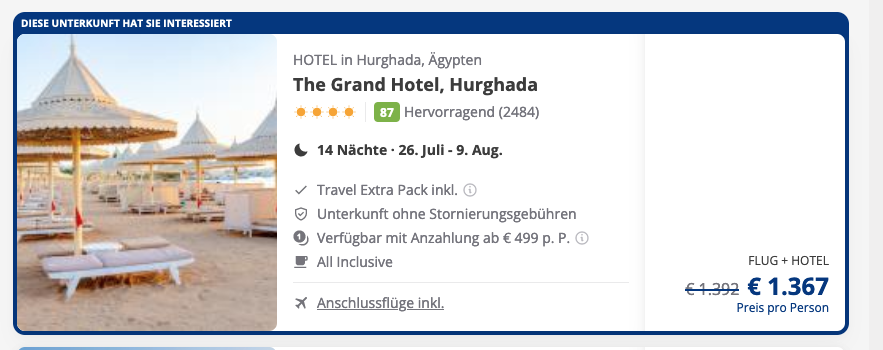 DIESE UNTERKUNFT HAT SIE INTERESSIERT
HOTEL in Hurghada, Ägypten
The Grand Hotel, Hurghada
87 Hervorragend (2484)
14 Nächte · 26. Juli - 9. Aug.
Travel Extra Pack inkl.
Unterkunft ohne Stornierungsgebühren
Verfügbar mit Anzahlung ab € 499 p. P.
All Inclusive
Anschlussflüge inkl.
FLUG + HOTEL
€ 1.392 € 1.367
Preis pro Person